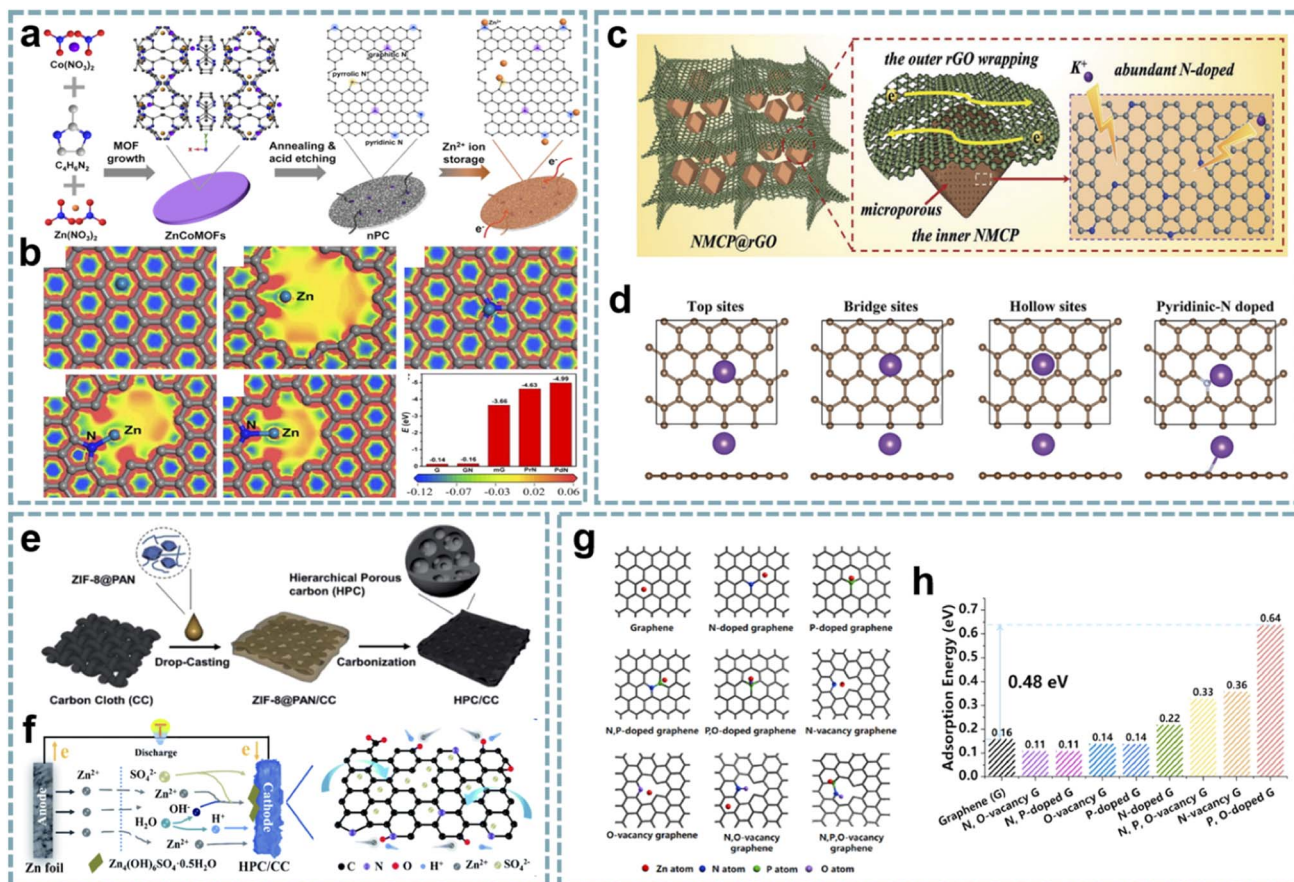 a
Co(NO₃)₂
C₄H₆N₂
Zn(NO₃)₂
MOF
growth
ZnCoMOFs
Annealing &
acid etching
graphitic N
pyrrolic N
pyridinic N
nPC
Zn²⁺ ion
storage
Zn²⁺
e⁻
e⁻
b
Zn
N
Zn
N
Zn
E (eV)
-0.14
-0.16
-3.66
-4.63
-4.99
G
GN
mG
PrN
PdN
-0.12
-0.07
-0.03
0.02
0.06
c
the outer rGO wrapping
e⁻
e⁻
K⁺
abundant N-doped
microporous
the inner NMCP
NMCP@rGO
d
Top sites
Bridge sites
Hollow sites
Pyridinic-N doped
e
ZIF-8@PAN
Hierarchical Porous
carbon (HPC)
Drop-Casting
Carbonization
Carbon Cloth (CC)
ZIF-8@PAN/CC
HPC/CC
f
e
Discharge
e
Anode
Zn²⁺
SO₄²⁻
Zn²⁺
OH⁻
H₂O
H⁺
Zn²⁺
Cathode
Zn foil
Zn₄(OH)₆SO₄·0.5H₂O
HPC/CC
C
N
O
H⁺
Zn²⁺
SO₄²⁻
g
Graphene
N-doped graphene
P-doped graphene
N,P-doped graphene
P,O-doped graphene
N-vacancy graphene
O-vacancy graphene
N,O-vacancy
graphene
N,P,O-vacancy
graphene
Zn atom
N atom
P atom
O atom
h
Adsorption Energy (eV)
0.7
0.6
0.5
0.4
0.3
0.2
0.1
0.0
0.48 eV
0.16
0.11
0.11
0.14
0.14
0.22
0.33
0.36
0.64
Graphene (G)
N, O-vacancy G
N, P-doped G
O-vacancy G
P-doped G
N-doped G
N, P, O-vacancy G
N-vacancy G
P, O-doped G